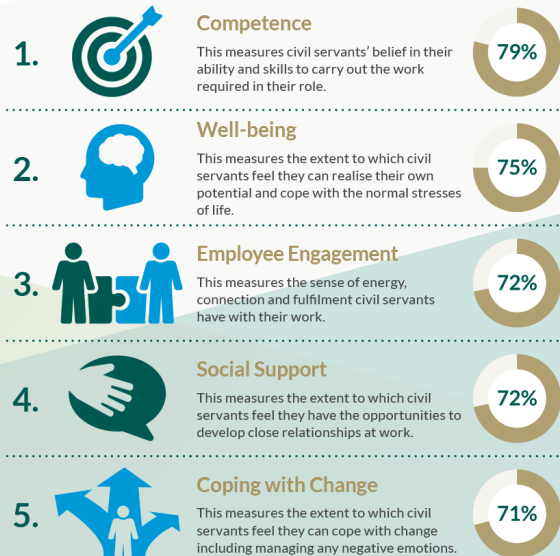 1.
Competence
This measures civil servants’ belief in their
ability and skills to carry out the work
required in their role.
79%
2.
Well-being
This measures the extent to which civil
servants feel they can realise their own
potential and cope with the normal stresses
of life.
75%
3.
Employee Engagement
This measures the sense of energy,
connection and fulfilment civil servants
have with their work.
72%
4.
Social Support
This measures the extent to which civil
servants feel they have the opportunities to
develop close relationships at work.
72%
5.
Coping with Change
This measures the extent to which civil
servants feel they can cope with change
including managing any negative emotions.
71%